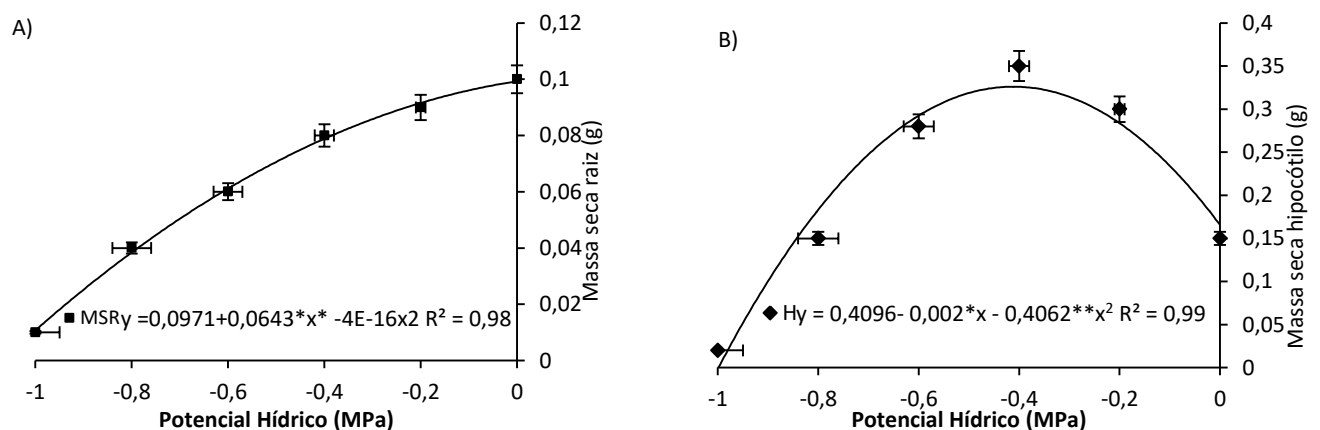 A)
0,12
0,1
0,08
0,06
0,04
0,02
0
Massa seca raiz (g)
MSRy =0,0971+0,0643*x* -4E-16x2 R² = 0,98
-1 -0,8 -0,6 -0,4 -0,2 0
Potencial Hídrico (MPa)
B)
0,4
0,35
0,3
0,25
0,2
0,15
0,1
0,05
0
Massa seca hipocótilo (g)
Hy = 0,4096- 0,002*x - 0,4062**x² R² = 0,99
-1 -0,8 -0,6 -0,4 -0,2 0
Potencial Hídrico (MPa)